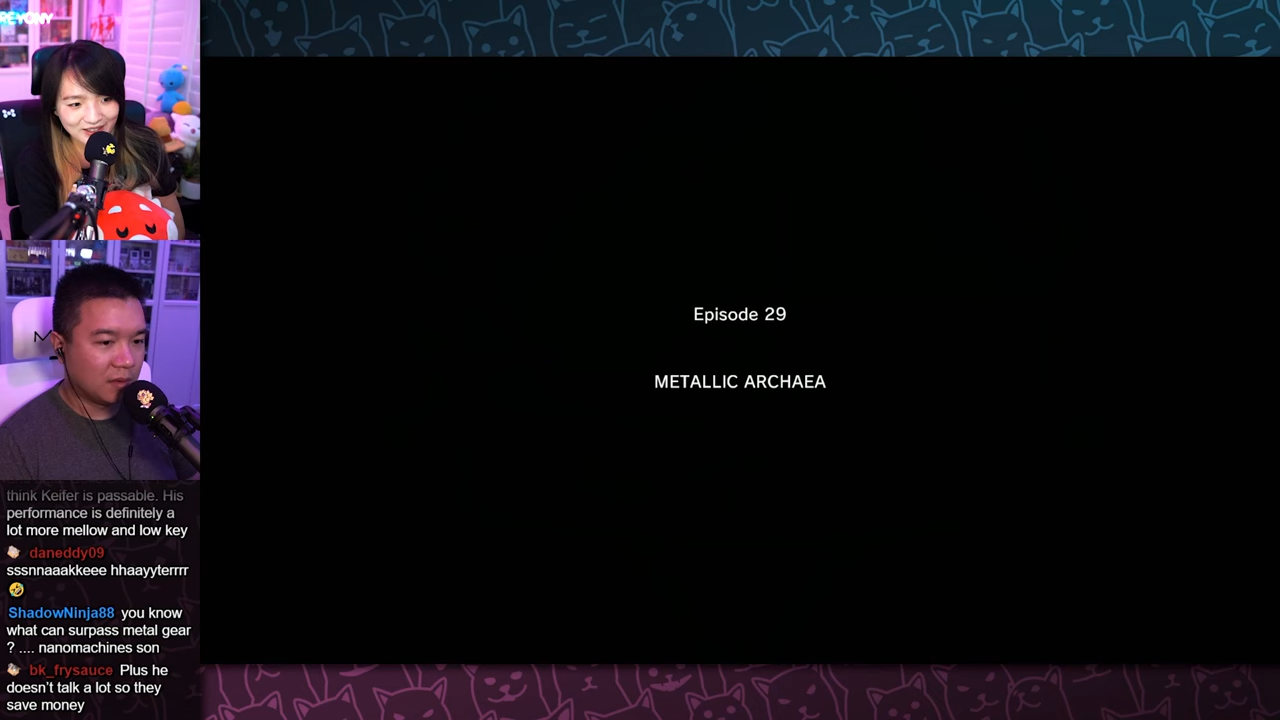 REYONY
Episode 29
METALLIC ARCHAEA
think Keifer is passable. His
performance is definitely a
lot more mellow and low key
daneddy09
sssnnaaakkeee hhaayyterrrr
🤣
ShadowNinja88 you know
what can surpass metal gear
? .... nanomachines son
bk_frysauce Plus he
doesn't talk a lot so they
save money